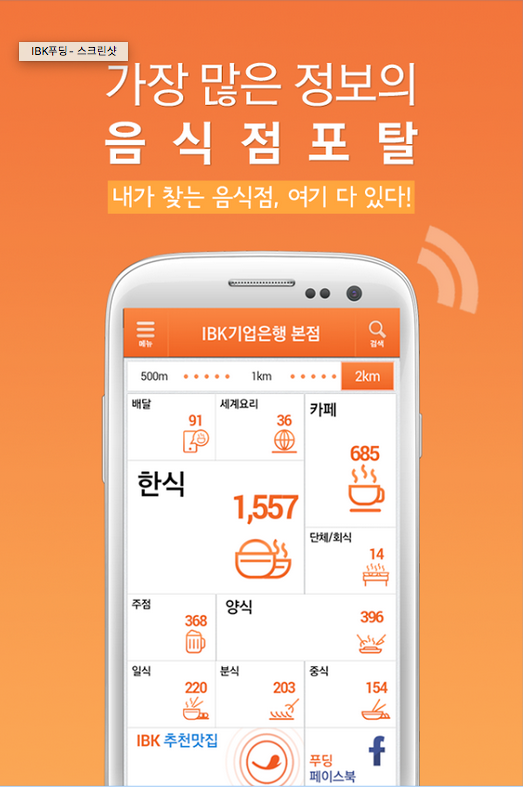 IBK푸딩 - 스크린샷
가장 많은 정보의
음식점포탈
내가 찾는 음식점, 여기 다 있다!
메뉴
IBK기업은행 본점
검색
500m
1km
2km
배달
91
세계요리
36
카페
685
한식
1,557
단체/회식
14
주점
368
양식
396
일식
220
분식
203
중식
154
IBK 추천맛집
푸딩
페이스북